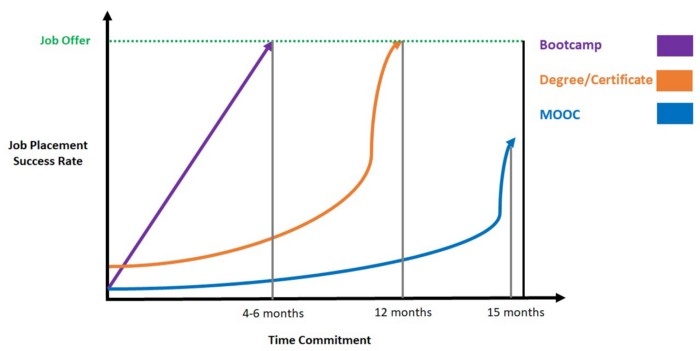 Job Offer
Bootcamp
Degree/Certificate
MOOC
Job Placement
Success Rate
4-6 months
12 months
15 months
Time Commitment